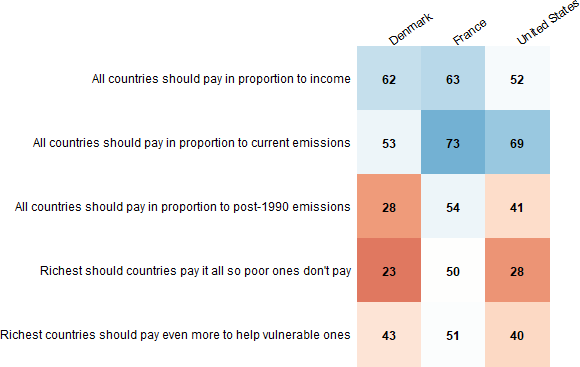 Denmark France United States
All countries should pay in proportion to income 62 63 52
All countries should pay in proportion to current emissions 53 73 69
All countries should pay in proportion to post-1990 emissions 28 54 41
Richest should countries pay it all so poor ones don't pay 23 50 28
Richest countries should pay even more to help vulnerable ones 43 51 40